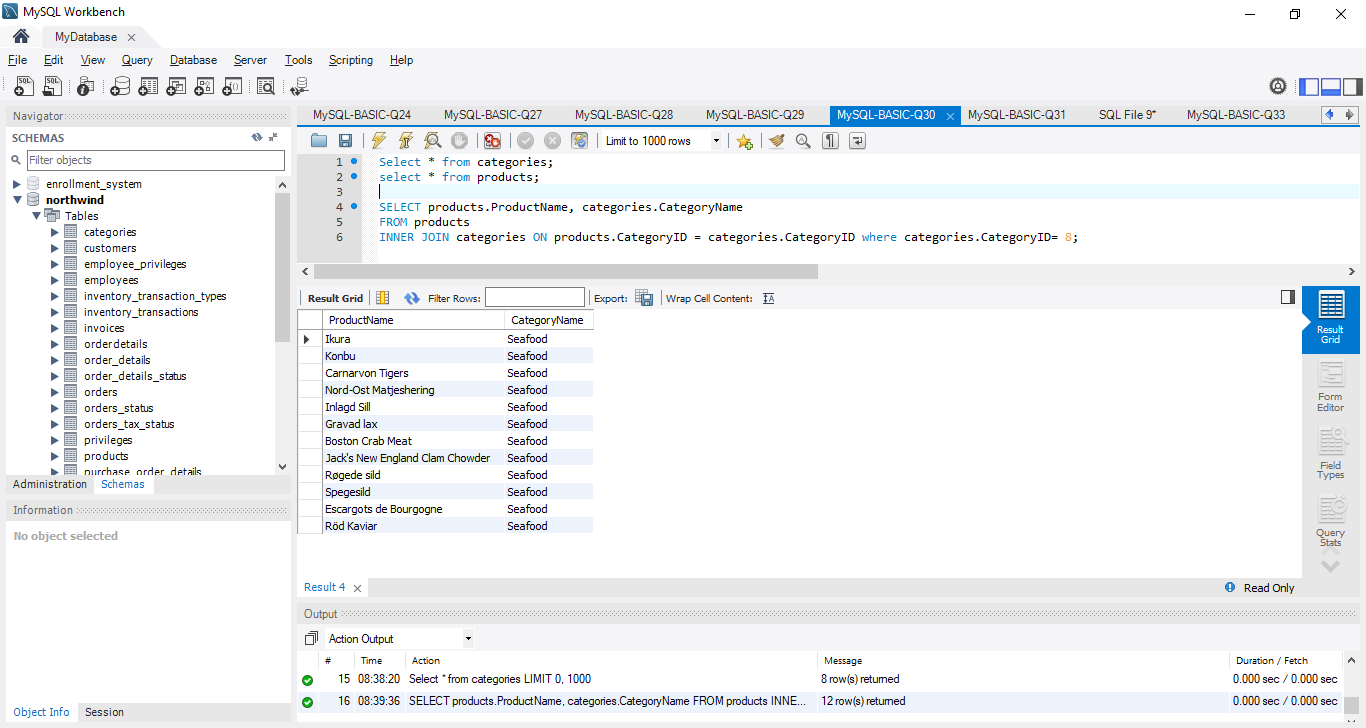 MySQL Workbench
MyDatabase
File Edit View Query Database Server Tools Scripting Help
Navigator
SCHEMAS
Filter objects
enrollment_system
northwind
Tables
categories
customers
employee_privileges
employees
inventory_transaction_types
inventory_transactions
invoices
orderdetails
order_details
order_details_status
orders
orders_status
orders_tax_status
privileges
products
purchase_order_details
Administration Schemas
Information
No object selected
Object Info Session
MySQL-BASIC-Q24 MySQL-BASIC-Q27 MySQL-BASIC-Q28 MySQL-BASIC-Q29 MySQL-BASIC-Q30 MySQL-BASIC-Q31 SQL File 9* MySQL-BASIC-Q33
Limit to 1000 rows
1 Select * from categories;
2 select * from products;
3
4 SELECT products.ProductName, categories.CategoryName
5 FROM products
6 INNER JOIN categories ON products.CategoryID = categories.CategoryID where categories.CategoryID= 8;
Result Grid Filter Rows: Export: Wrap Cell Content:
ProductName CategoryName
Ikura Seafood
Konbu Seafood
Carnarvon Tigers Seafood
Nord-Ost Matjeshering Seafood
Inlagd Sill Seafood
Gravad lax Seafood
Boston Crab Meat Seafood
Jack's New England Clam Chowder Seafood
Røgede sild Seafood
Spegesild Seafood
Escargots de Bourgogne Seafood
Röd Kaviar Seafood
Result Grid
Form Editor
Field Types
Query Stats
Result 4
Read Only
Output
Action Output
# Time Action Message Duration / Fetch
15 08:38:20 Select * from categories LIMIT 0, 1000 8 row(s) returned 0.000 sec / 0.000 sec
16 08:39:36 SELECT products.ProductName, categories.CategoryName FROM products INNE... 12 row(s) returned 0.000 sec / 0.000 sec